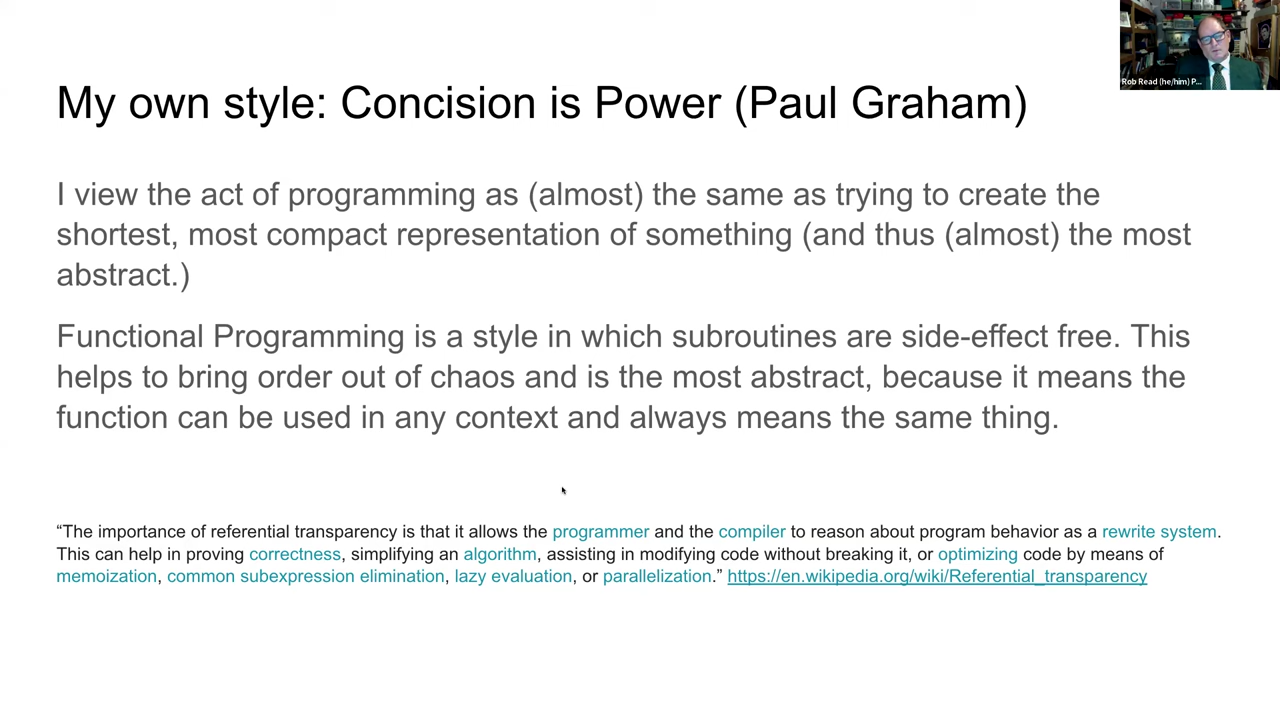 Rob Read (he/him) P...
My own style: Concision is Power (Paul Graham)
I view the act of programming as (almost) the same as trying to create the
shortest, most compact representation of something (and thus (almost) the most
abstract.)
Functional Programming is a style in which subroutines are side-effect free. This
helps to bring order out of chaos and is the most abstract, because it means the
function can be used in any context and always means the same thing.
“The importance of referential transparency is that it allows the programmer and the compiler to reason about program behavior as a rewrite system.
This can help in proving correctness, simplifying an algorithm, assisting in modifying code without breaking it, or optimizing code by means of
memoization, common subexpression elimination, lazy evaluation, or parallelization.” https://en.wikipedia.org/wiki/Referential_transparency